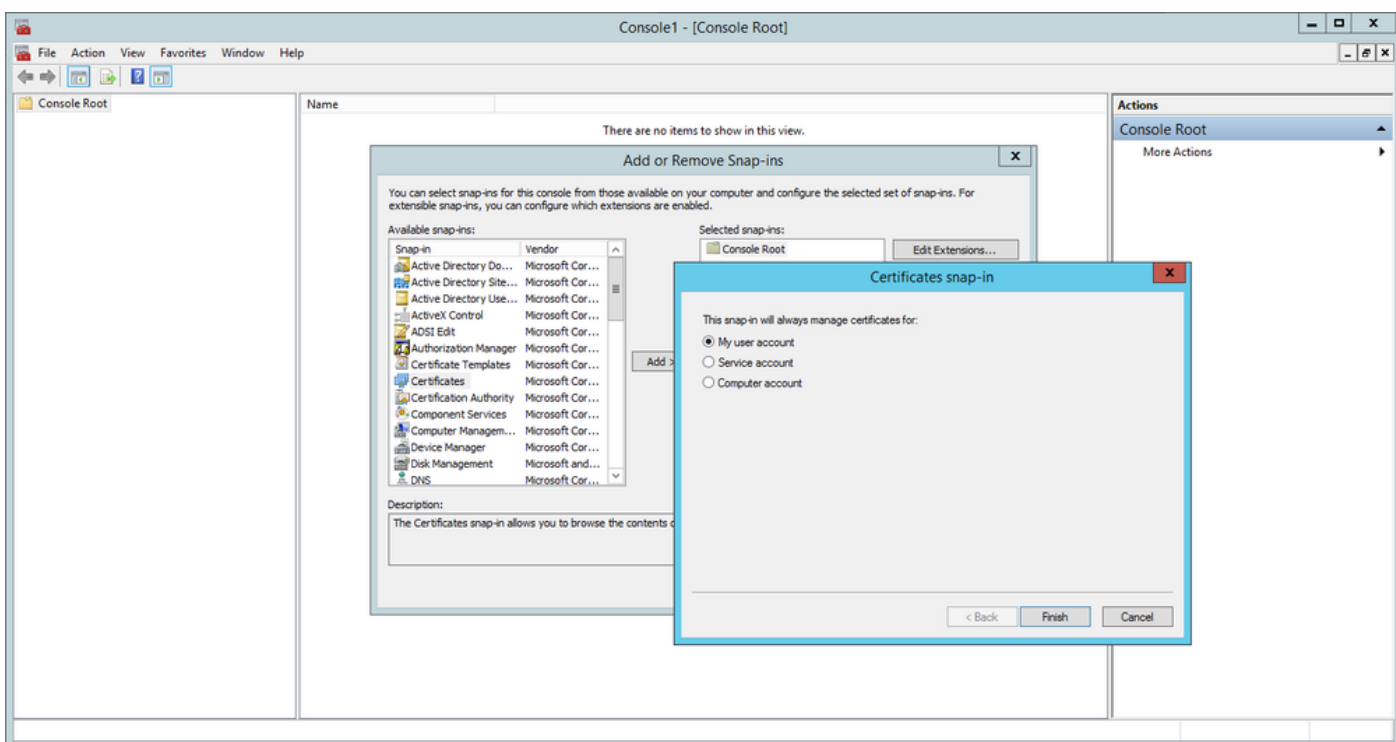 Console1 - [Console Root]
File Action View Favorites Window Help
Console Root
Name
There are no items to show in this view.
Actions
Console Root
More Actions
Add or Remove Snap-ins
You can select snap-ins for this console from those available on your computer and configure the selected set of snap-ins. For
extensible snap-ins, you can configure which extensions are enabled.
Available snap-ins:
Selected snap-ins:
Snap-in Vendor
Console Root
Edit Extensions...
Active Directory Do... Microsoft Cor...
Active Directory Site... Microsoft Cor...
Active Directory Use... Microsoft Cor...
ActiveX Control Microsoft Cor...
ADSI Edit Microsoft Cor...
Authorization Manager Microsoft Cor...
Certificate Templates Microsoft Cor...
Certificates Microsoft Cor...
Certification Authority Microsoft Cor...
Component Services Microsoft Cor...
Computer Managem... Microsoft Cor...
Device Manager Microsoft Cor...
Disk Management Microsoft and...
DNS Microsoft Cor...
Add >
Description:
The Certificates snap-in allows you to browse the contents
Certificates snap-in
This snap-in will always manage certificates for:
My user account
Service account
Computer account
< Back Finish Cancel